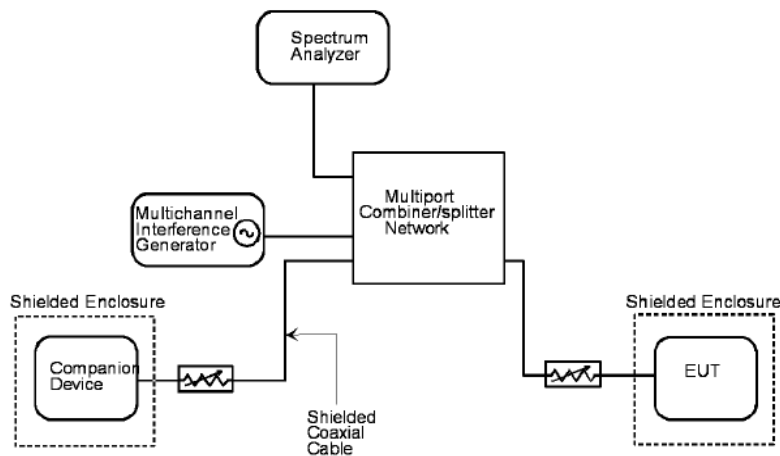 Spectrum
Analyzer
Multiport
Combiner/splitter
Network
Multichannel
Interference
Generator
Shielded Enclosure
Shielded Enclosure
Companion
Device
EUT
Shielded
Coaxial
Cable